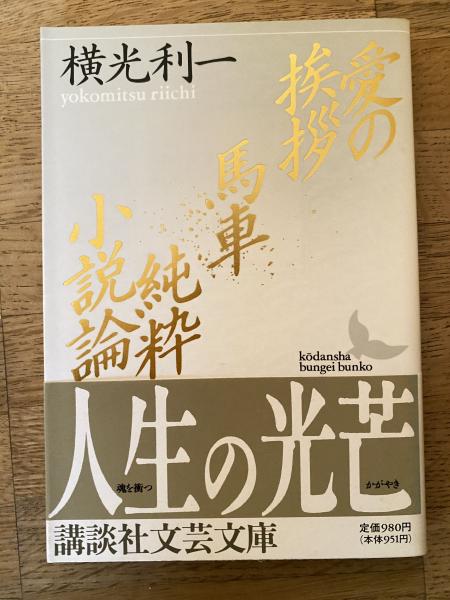 横光利一
yokomitsu riichi
愛の
挨拶
馬車
純粋
小説論
kōdansha
bungei bunko
人生の光芒
魂を衝つ
かがやき
講談社文芸文庫
定価980円
(本体951円)